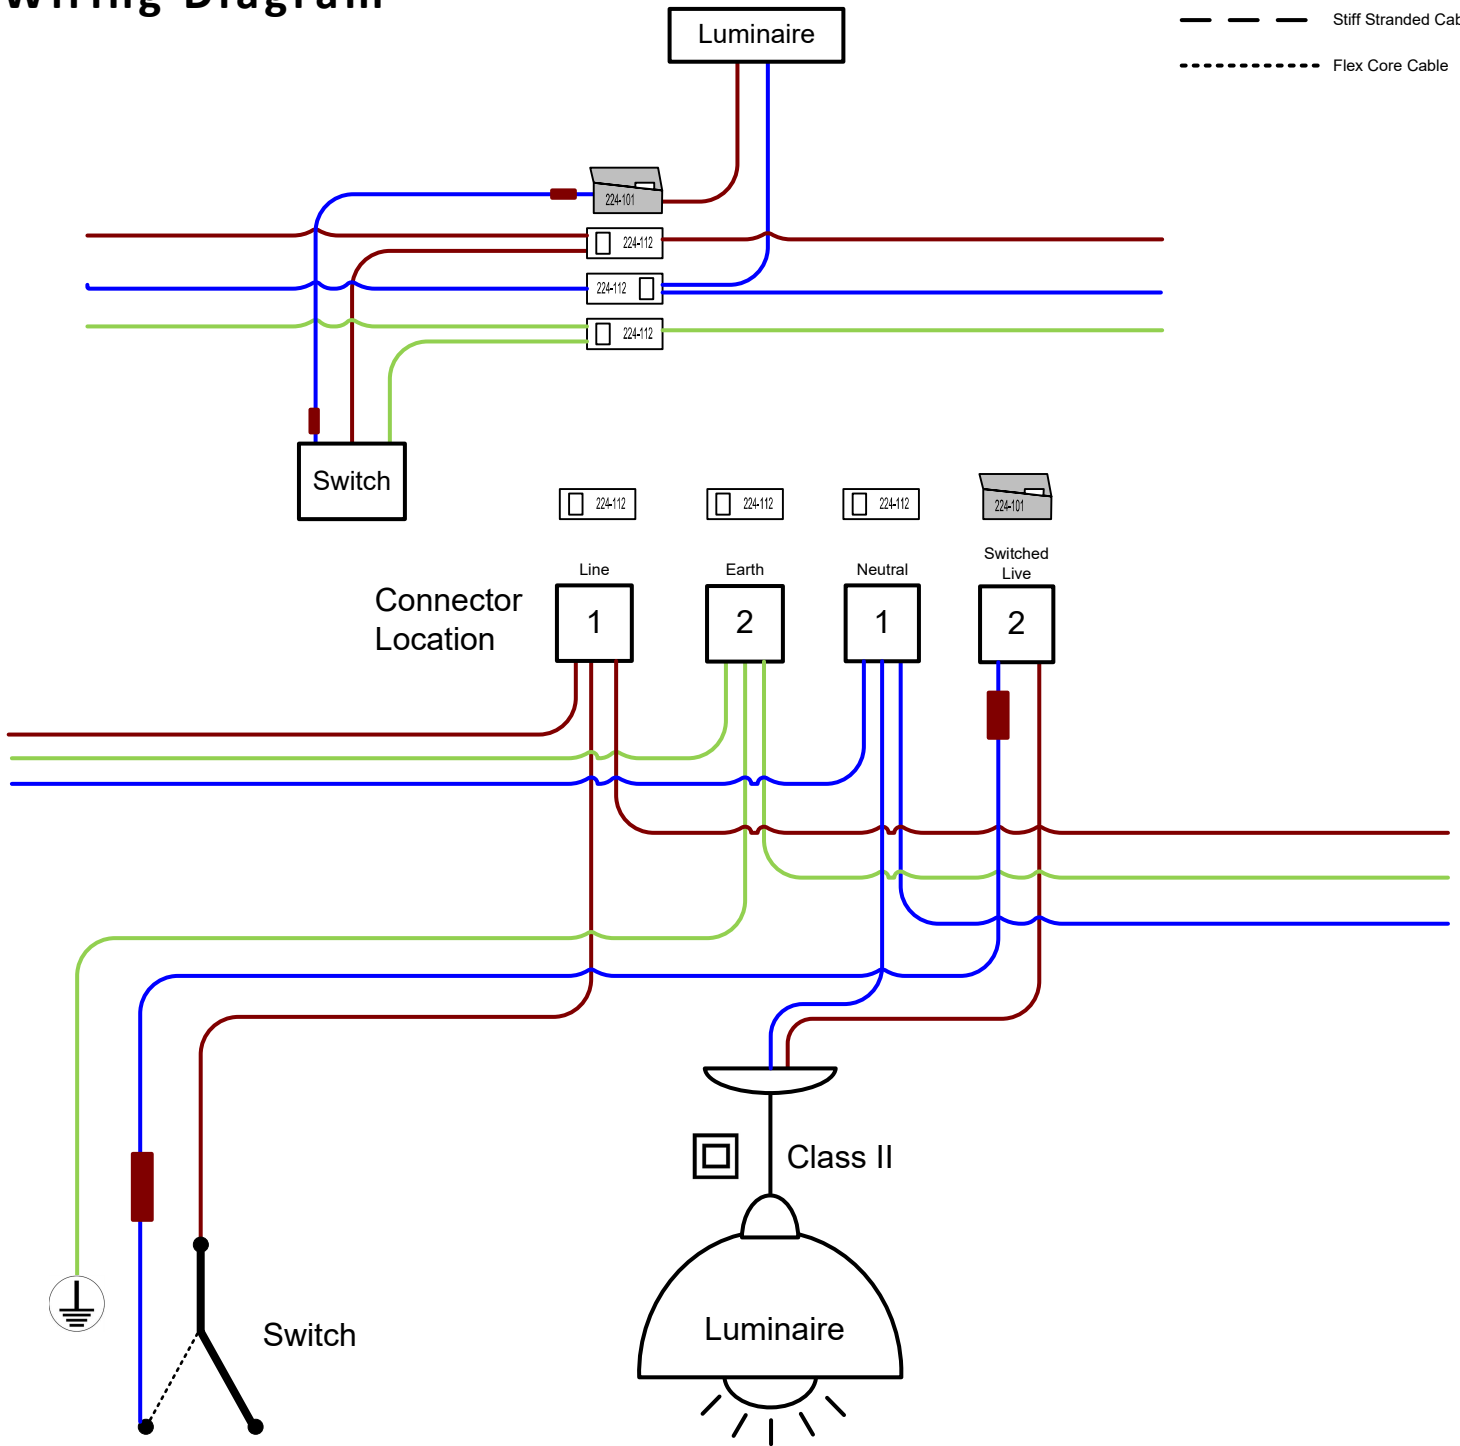 Wiring Diagram
Luminaire
Stiff Stranded Cab
Flex Core Cable
224-101
224-112
224-112
224-112
Switch
224-112
224-112
224-112
224-101
Line
Earth
Neutral
Switched
Live
Connector
Location
1
2
1
2
Class II
Luminaire
Switch